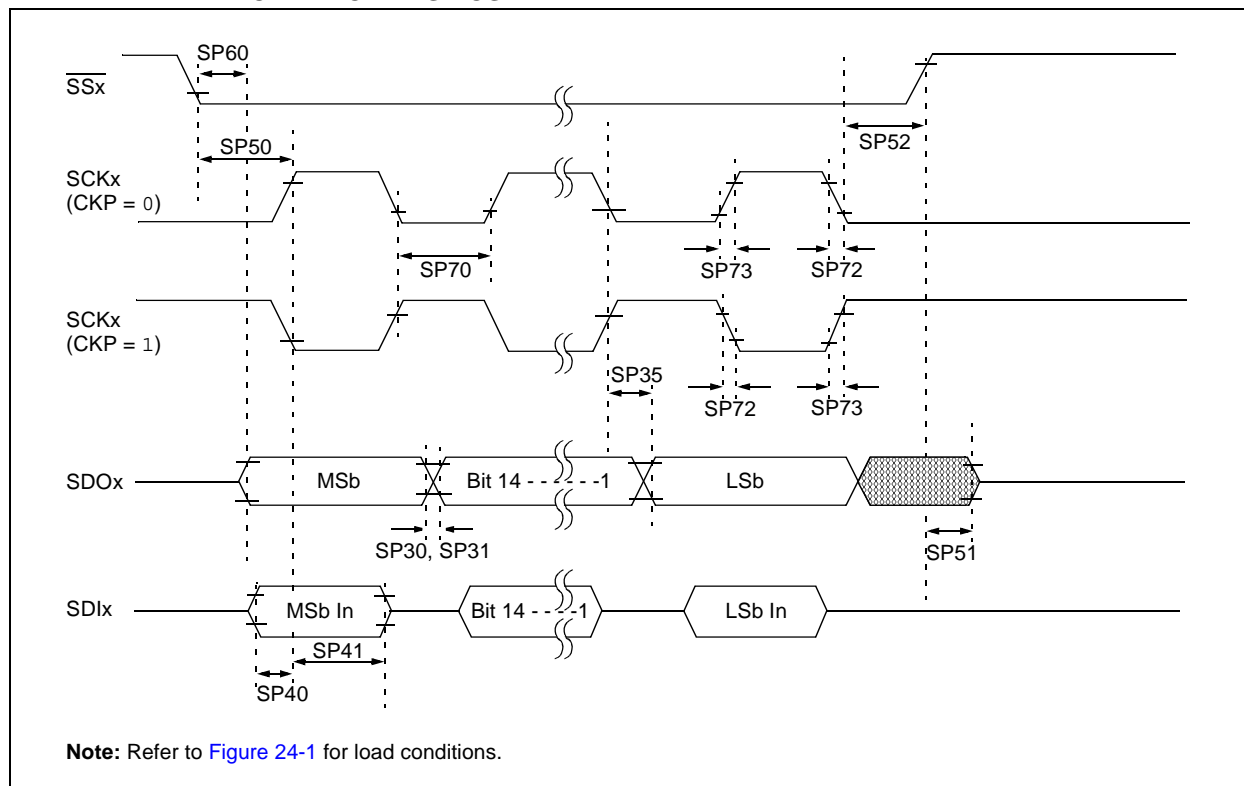 SP60
SSx
SP50
SP52
SCKx
(CKP = 0)
SP70
SP73
SP72
SCKx
(CKP = 1)
SP35
SP72
SP73
SDOx
MSb
Bit 14 - - - - - -1
LSb
SP30, SP31
SP51
SDIx
MSb In
Bit 14 - - - -1
LSb In
SP41
SP40
Note: Refer to Figure 24-1 for load conditions.